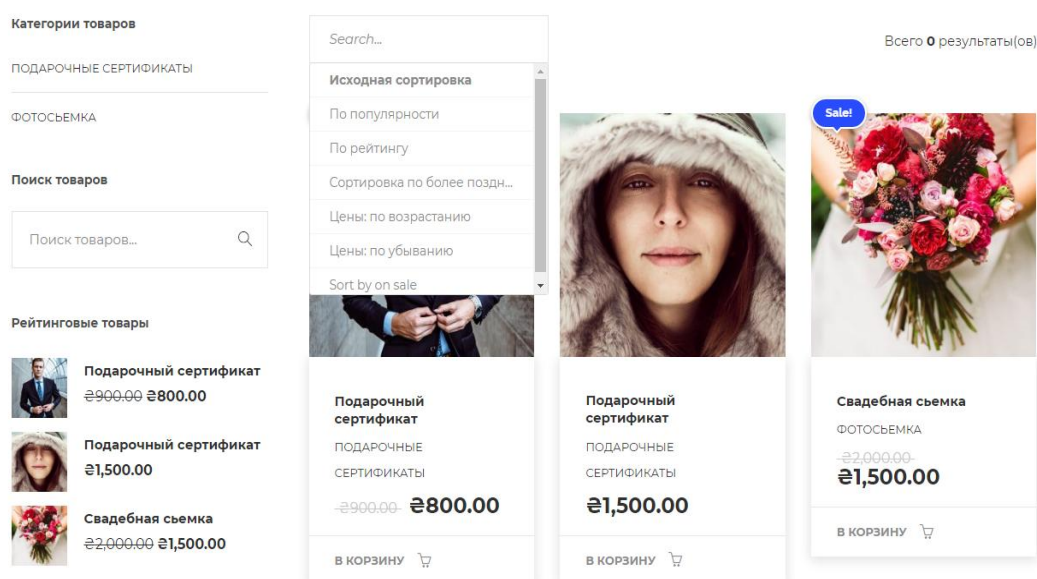 Категории товаров
ПОДАРОЧНЫЕ СЕРТИФИКАТЫ
ФОТОСЬЕМКА
Поиск товаров
Поиск товаров...
Рейтинговые товары
Подарочный сертификат
₴900.00 ₴800.00
Подарочный сертификат
₴1,500.00
Свадебная сьемка
₴2,000.00 ₴1,500.00
Search...
Исходная сортировка
По популярности
По рейтингу
Сортировка по более поздн...
Цены: по возрастанию
Цены: по убыванию
Sort by on sale
Всего 0 результаты(ов)
Подарочный
сертификат
ПОДАРОЧНЫЕ
СЕРТИФИКАТЫ
₴900.00 ₴800.00
В КОРЗИНУ
Подарочный
сертификат
ПОДАРОЧНЫЕ
СЕРТИФИКАТЫ
₴1,500.00
В КОРЗИНУ
Sale!
Свадебная сьемка
ФОТОСЬЕМКА
₴2,000.00
₴1,500.00
В КОРЗИНУ